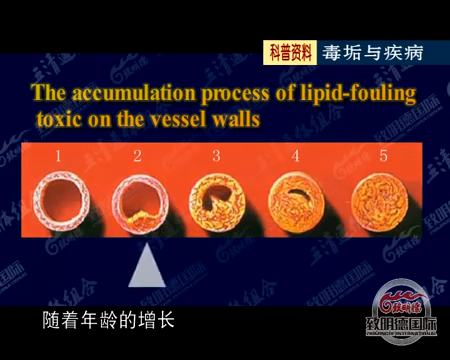 科普资料 毒垢与疾病
The accumulation process of lipid-fouling
toxic on the vessel walls
1 2 3 4 5
随着年龄的增长
致明德国际